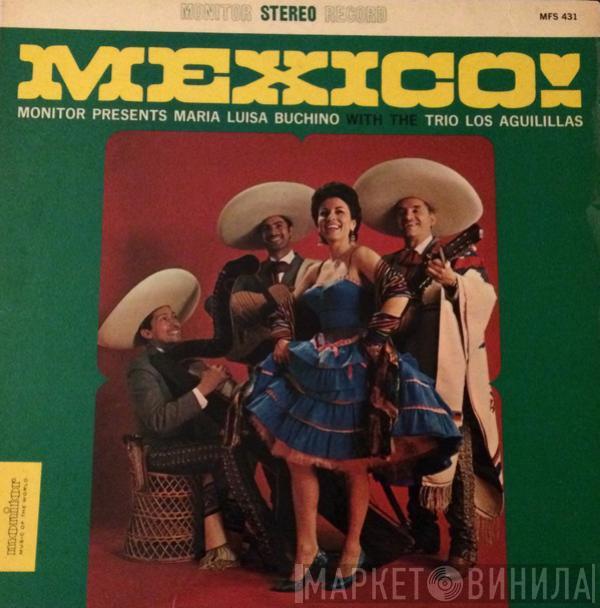 MONITOR STEREO RECORD
MFS 431
MEXICO!
MONITOR PRESENTS MARIA LUISA BUCHINO WITH THE TRIO LOS AGUILILLAS
monitor
MUSIC OF THE WORLD
МАРКЕТ ВИНИЛА